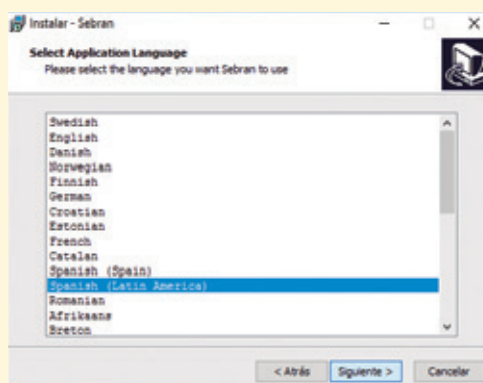 Instalar - Sebran
Select Application Language
Please select the language you want Sebran to use
Swedish
English
Danish
Norwegian
Finnish
German
Croatian
Estonian
French
Catalan
Spanish (Spain)
Spanish (Latin America)
Romanian
Afrikaans
Breton
< Atrás
Siguiente >
Cancelar